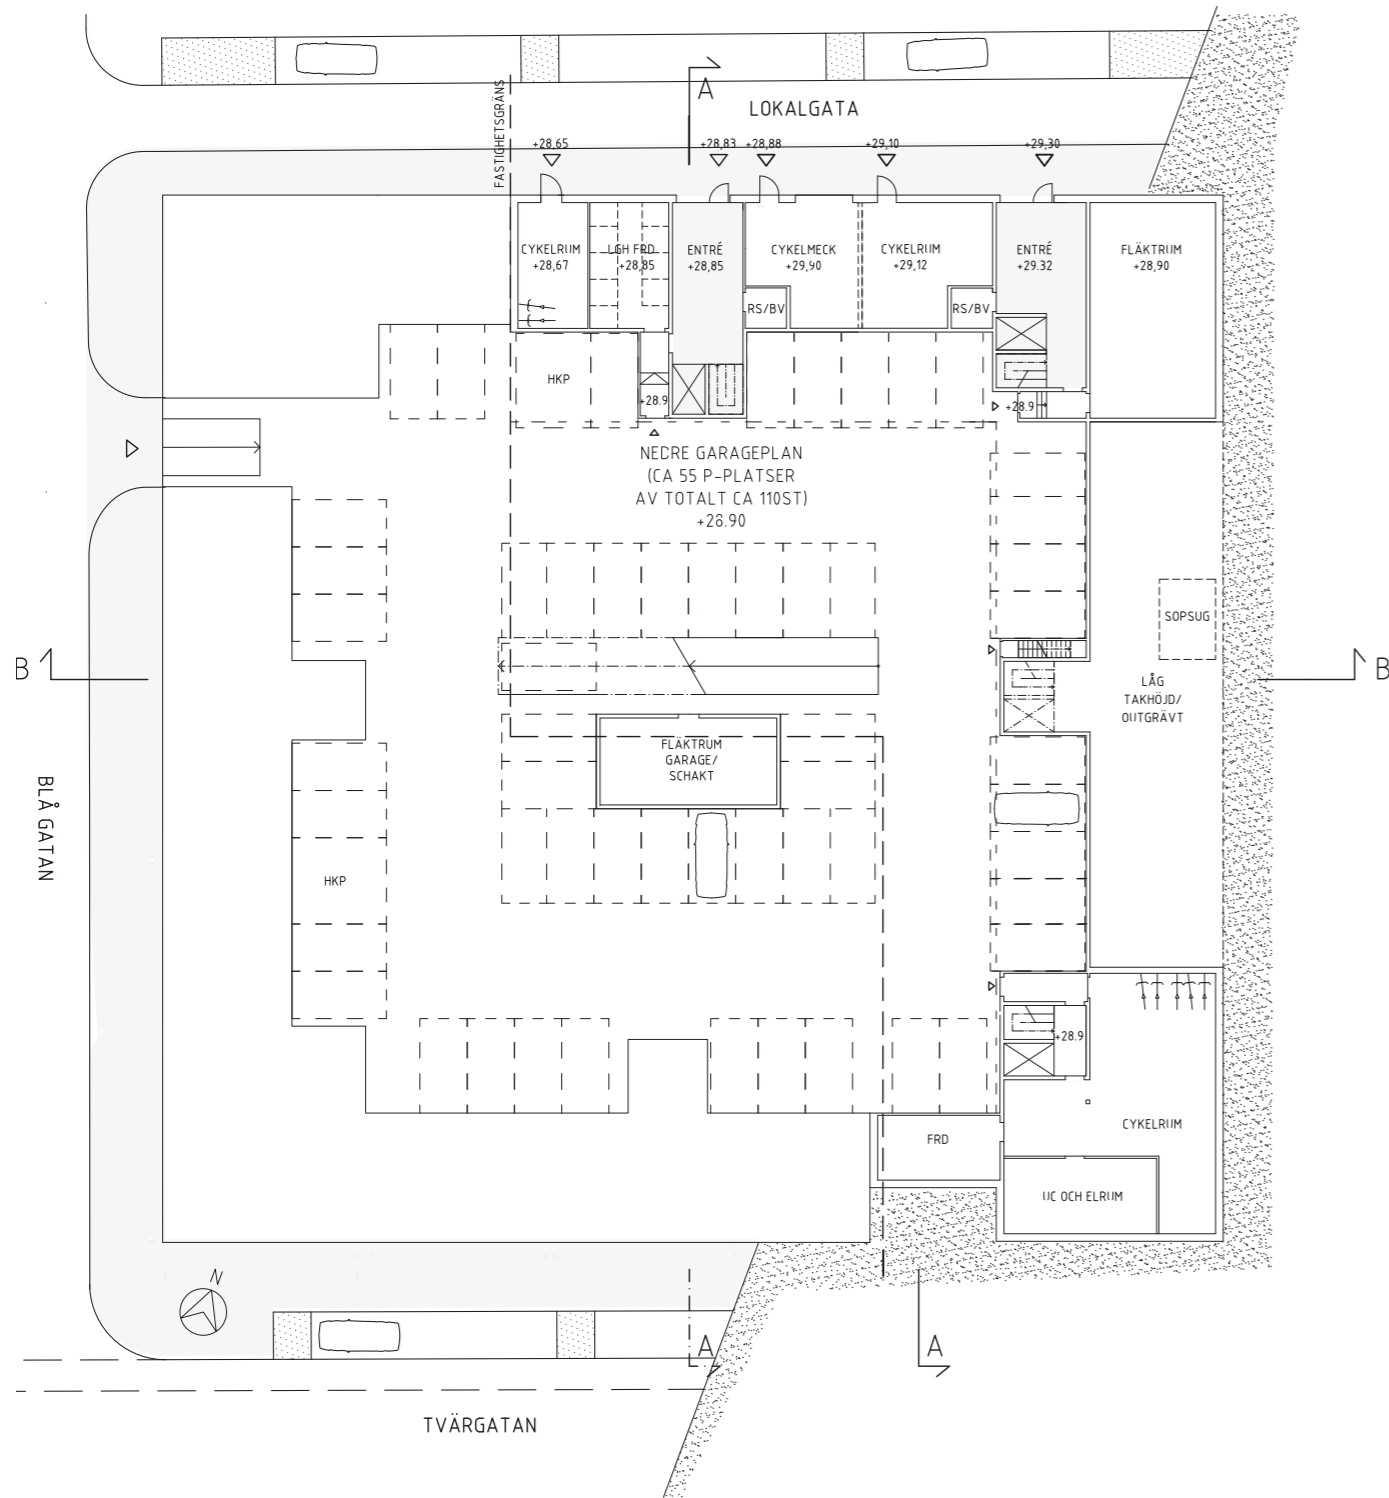 A
LOKALGATA
FASTIGHETSGRÄNS
+28,65
+28,83
+28,88
+29,10
+29,30
CYKELRUM
+28,67
LGH FRD
+28,85
ENTRÉ
+28,85
CYKELMECK
+29,90
CYKELRUM
+29,12
ENTRÉ
+29.32
FLÄKTRUM
+28,90
RS/BV
RS/BV
HKP
+28.9
+28.9
NEDRE GARAGEPLAN
(CA 55 P-PLATSER
AV TOTALT CA 110ST)
+28.90
SOPSUG
B
B
LÅG
TAKHÖJD/
OUTGRÄVT
FLÄKTRUM
GARAGE/
SCHAKT
BLÅ GATAN
HKP
+28.9
CYKELRUM
FRD
UC OCH ELRUM
N
A
A
TVÄRGATAN